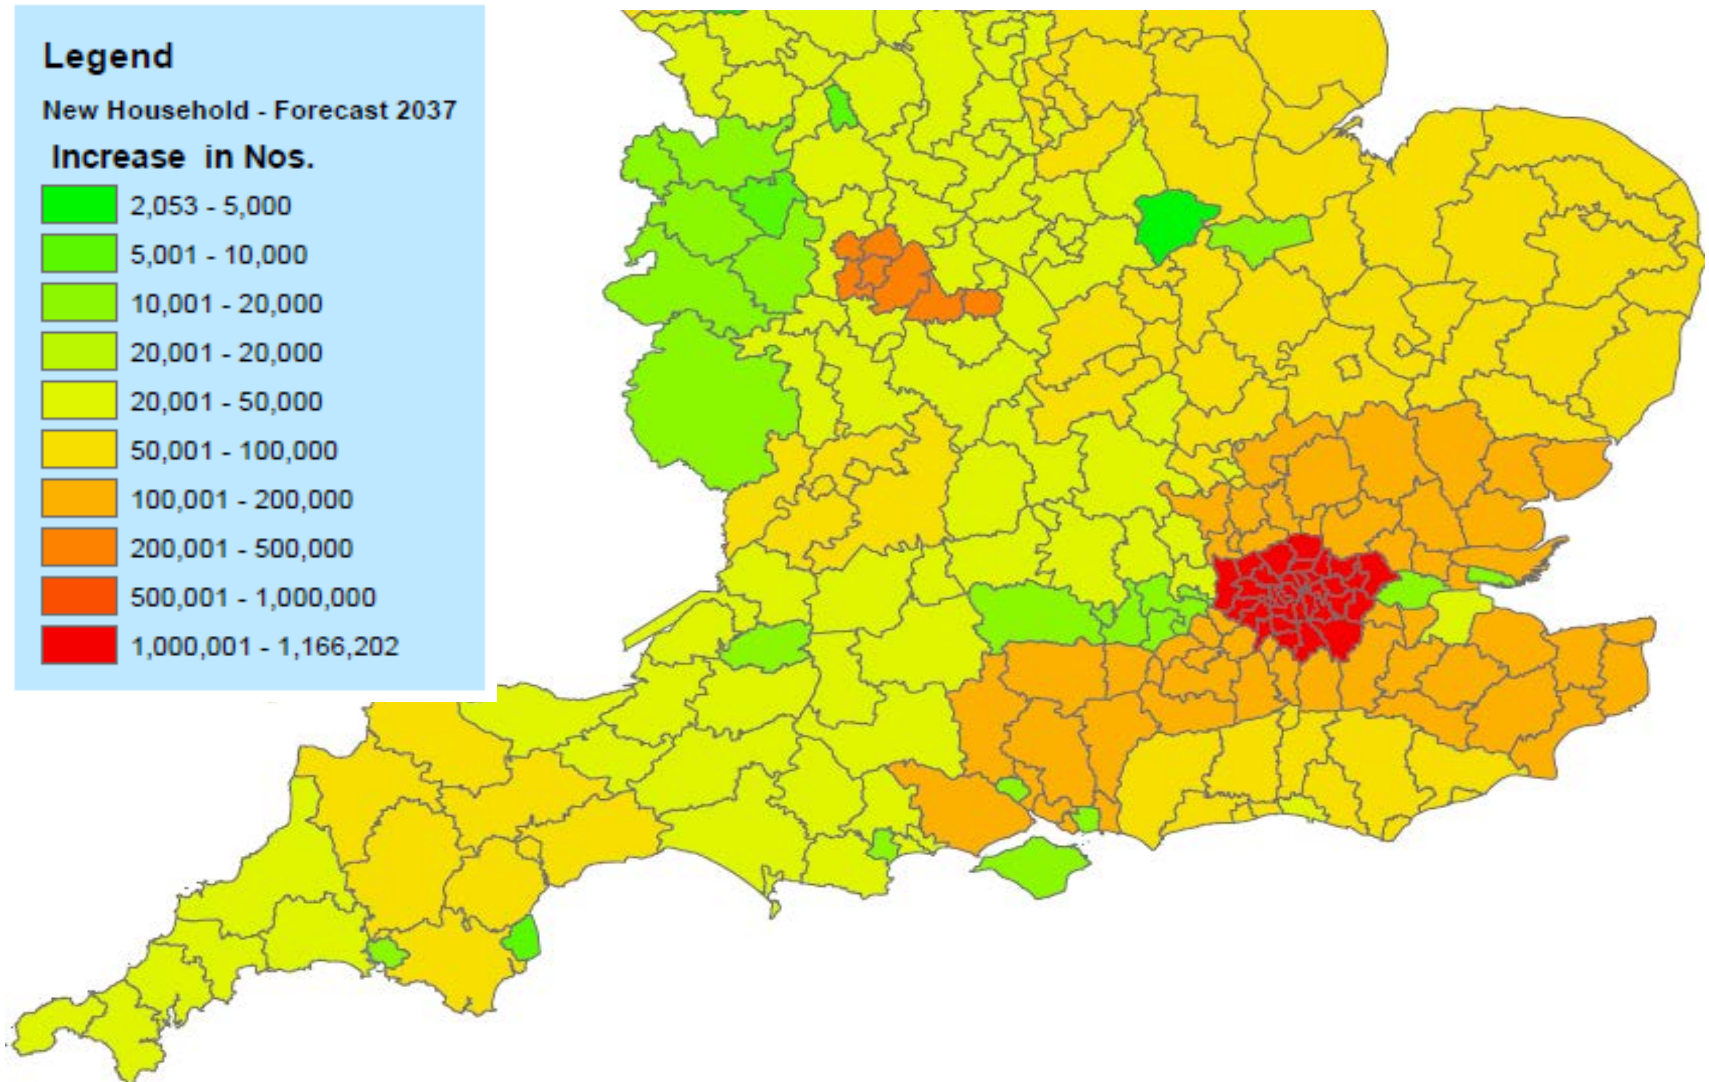 Legend
New Household - Forecast 2037
Increase in Nos.
2,053 - 5,000
5,001 - 10,000
10,001 - 20,000
20,001 - 20,000
20,001 - 50,000
50,001 - 100,000
100,001 - 200,000
200,001 - 500,000
500,001 - 1,000,000
1,000,001 - 1,166,202